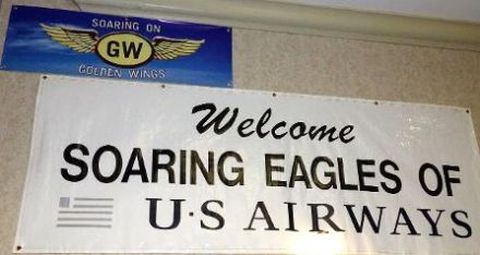 SOARING ON
GW
GOLDEN WINGS
Welcome
SOARING EAGLES OF
U·S AIRWAYS